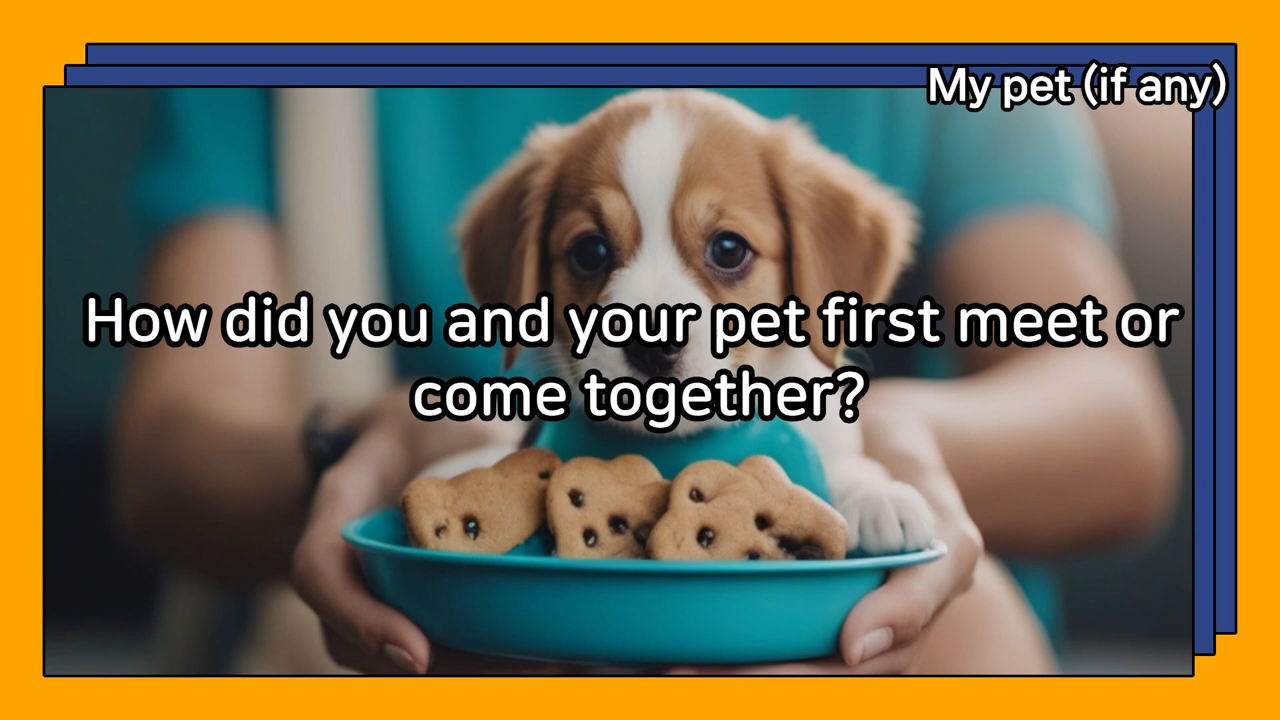 My pet (if any)
How did you and your pet first meet or
come together?